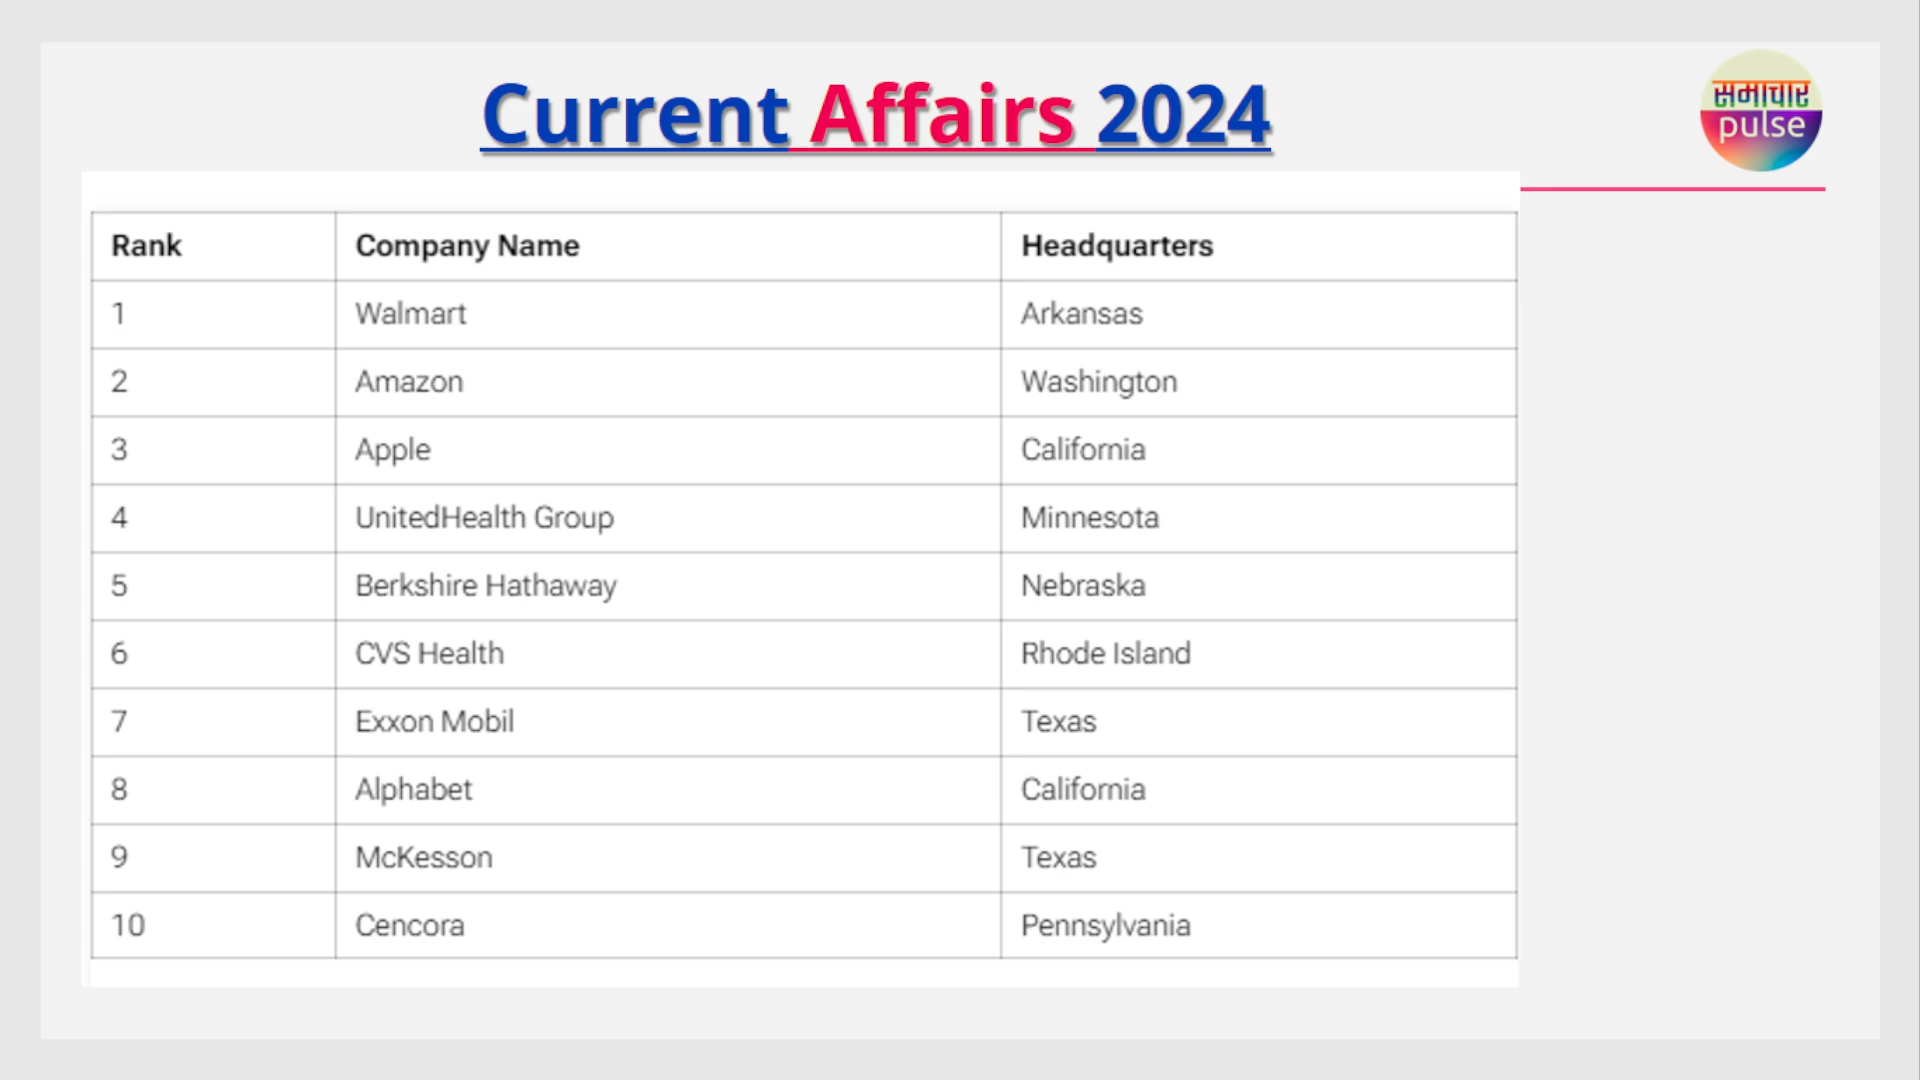 Current Affairs 2024
समाचार
pulse
Rank Company Name Headquarters
1 Walmart Arkansas
2 Amazon Washington
3 Apple California
4 UnitedHealth Group Minnesota
5 Berkshire Hathaway Nebraska
6 CVS Health Rhode Island
7 Exxon Mobil Texas
8 Alphabet California
9 McKesson Texas
10 Cencora Pennsylvania